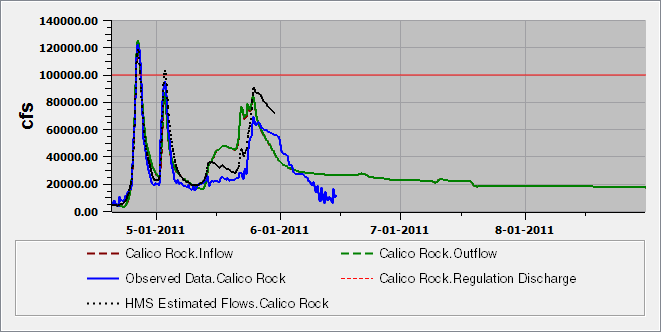 140000.00
120000.00
100000.00
80000.00
60000.00
40000.00
20000.00
0.00
cfs
5-01-2011 6-01-2011 7-01-2011 8-01-2011
Calico Rock.Inflow Calico Rock.Outflow
Observed Data.Calico Rock Calico Rock.Regulation Discharge
HMS Estimated Flows.Calico Rock